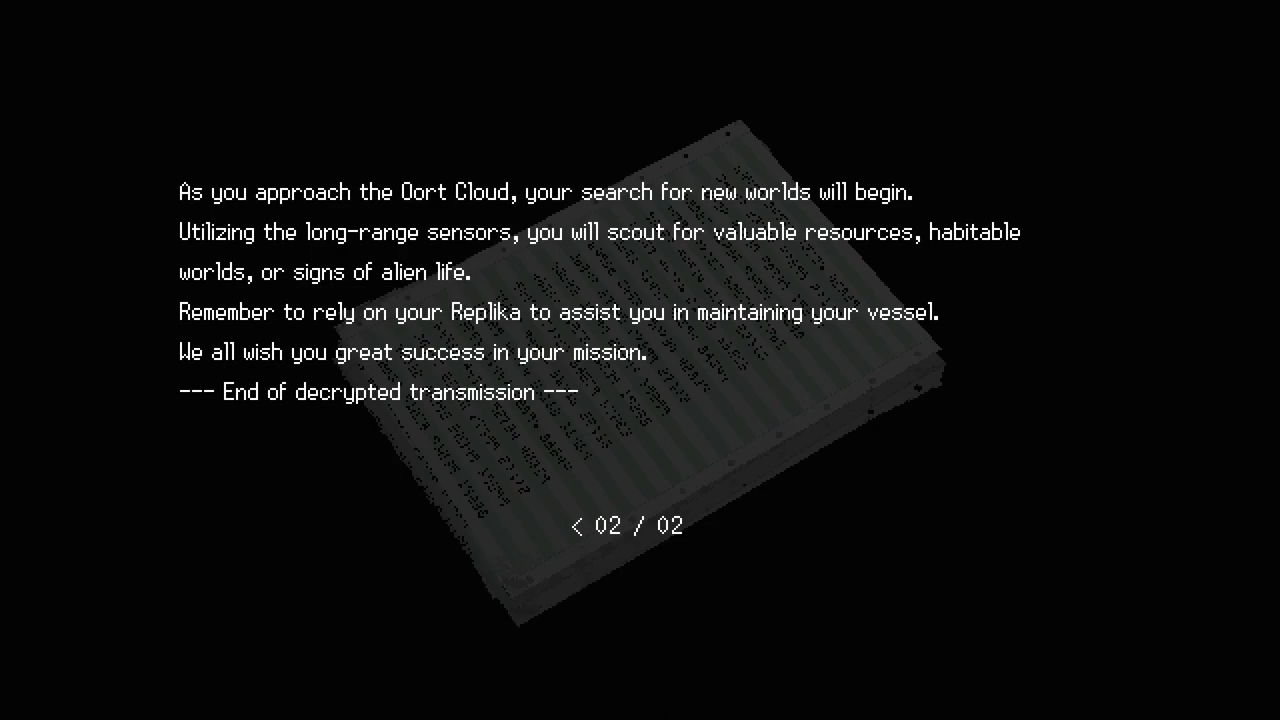 As you approach the Oort Cloud, your search for new worlds will begin.
Utilizing the long-range sensors, you will scout for valuable resources, habitable
worlds, or signs of alien life.
Remember to rely on your Replika to assist you in maintaining your vessel.
We all wish you great success in your mission.
--- End of decrypted transmission ---
< 02 / 02